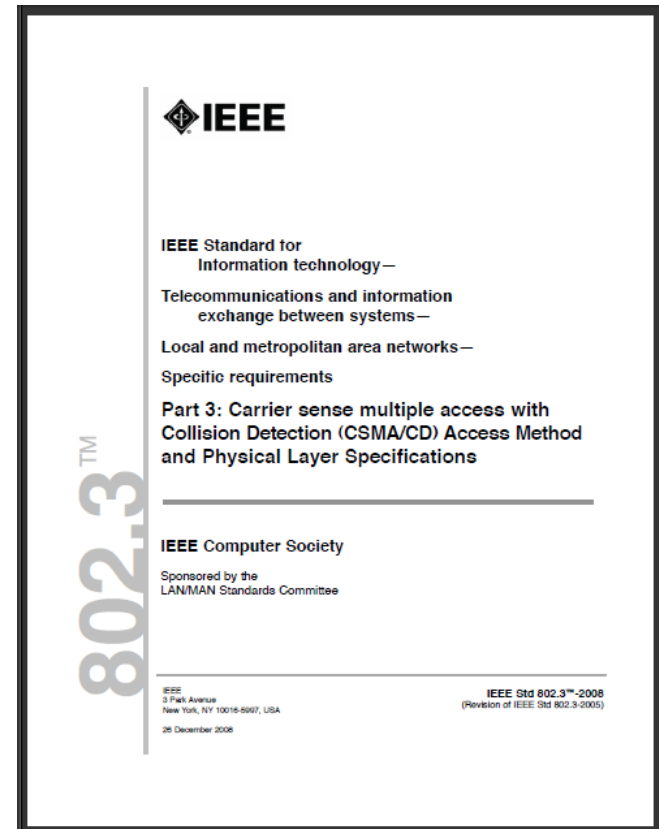 IEEE
IEEE Standard for
Information technology—
Telecommunications and information
exchange between systems—
Local and metropolitan area networks—
Specific requirements
Part 3: Carrier sense multiple access with
Collision Detection (CSMA/CD) Access Method
and Physical Layer Specifications
802.3™
IEEE Computer Society
Sponsored by the
LAN/MAN Standards Committee
IEEE
3 Park Avenue
New York, NY 10016-5997, USA
26 December 2008
IEEE Std 802.3™-2008
(Revision of IEEE Std 802.3-2005)